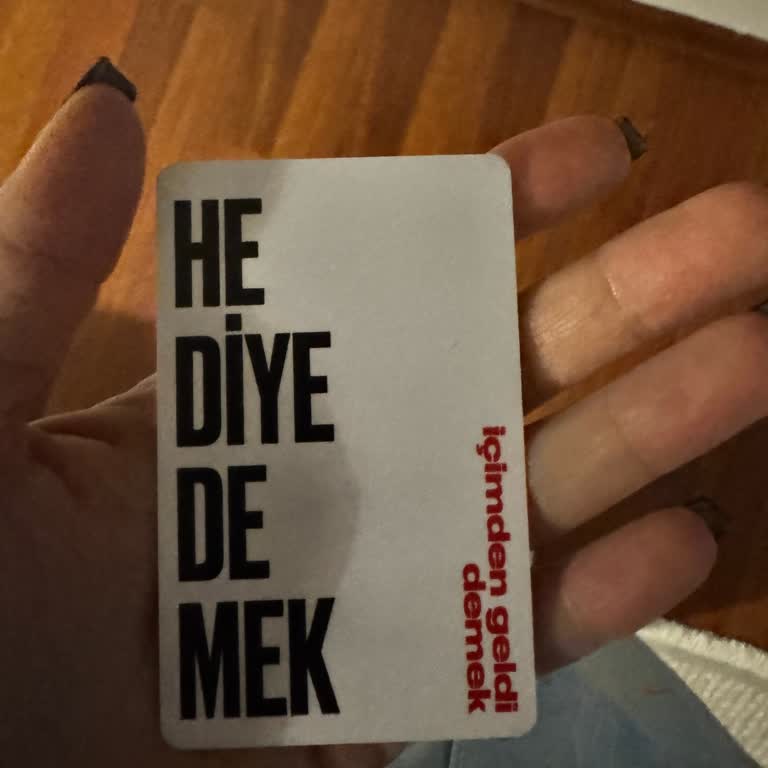 HE
DİYE
DE
MEK
içimden geldi
demek